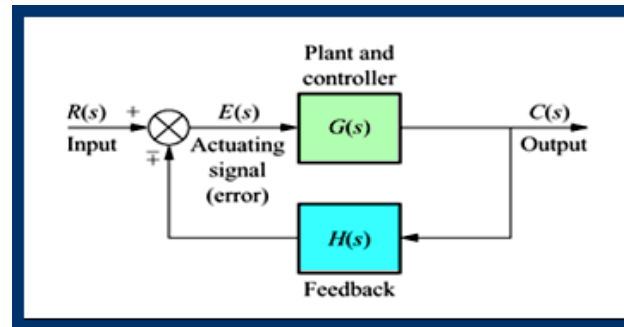 Plant and
controller
R(s) + E(s) G(s) C(s)
Input ∓ Actuating Output
signal
(error)
H(s)
Feedback